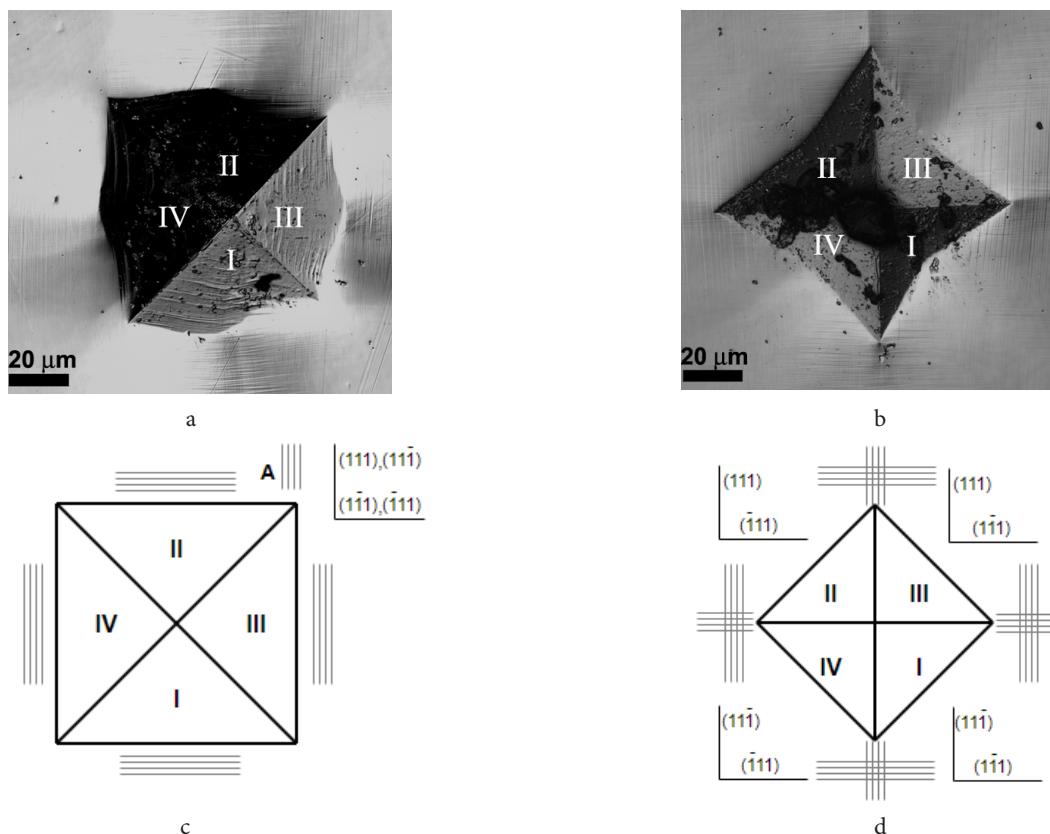 II
IV
III
I
20 μm
a
II
III
IV
I
20 μm
b
A
(111),(111̄)
(11̄1),(1̄11)
II
IV
III
I
c
(111)
(1̄11)
(111)
(11̄1)
II
III
IV
I
(111̄)
(1̄11)
(111̄)
(11̄1)
d